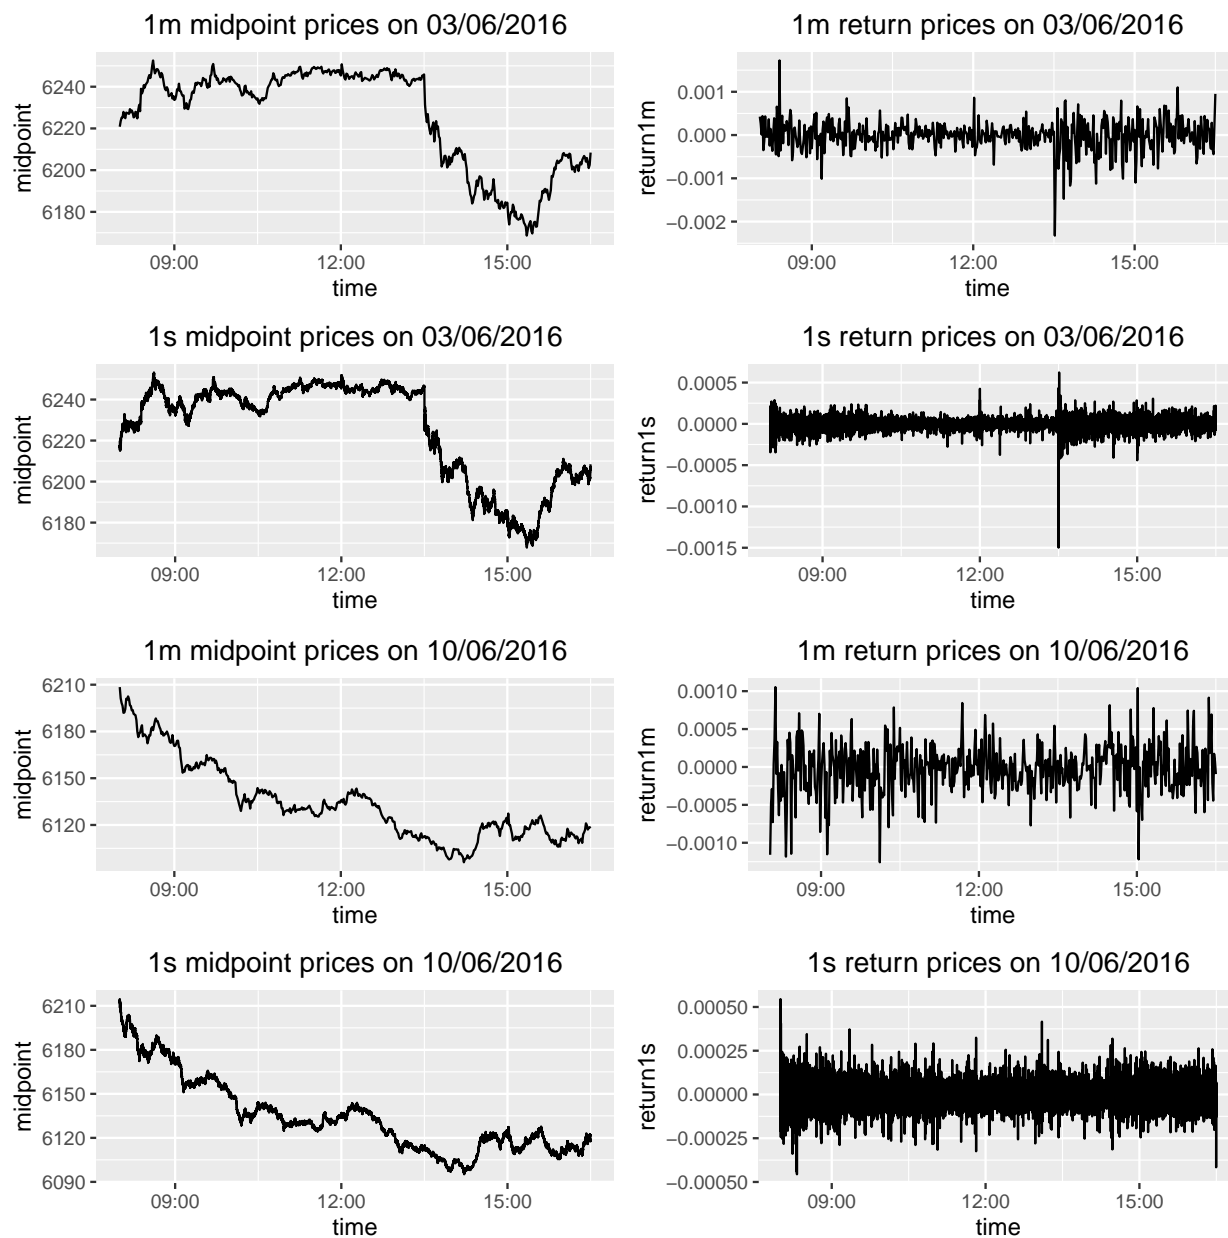 1m midpoint prices on 03/06/2016
midpoint
6240
6220
6200
6180
09:00 12:00 15:00
time
1m return prices on 03/06/2016
return1m
0.001
0.000
−0.001
−0.002
09:00 12:00 15:00
time
1s midpoint prices on 03/06/2016
midpoint
6240
6220
6200
6180
09:00 12:00 15:00
time
1s return prices on 03/06/2016
return1s
0.0005
0.0000
−0.0005
−0.0010
−0.0015
09:00 12:00 15:00
time
1m midpoint prices on 10/06/2016
midpoint
6210
6180
6150
6120
09:00 12:00 15:00
time
1m return prices on 10/06/2016
return1m
0.0010
0.0005
0.0000
−0.0005
−0.0010
09:00 12:00 15:00
time
1s midpoint prices on 10/06/2016
midpoint
6210
6180
6150
6120
6090
09:00 12:00 15:00
time
1s return prices on 10/06/2016
return1s
0.00050
0.00025
0.00000
−0.00025
−0.00050
09:00 12:00 15:00
time